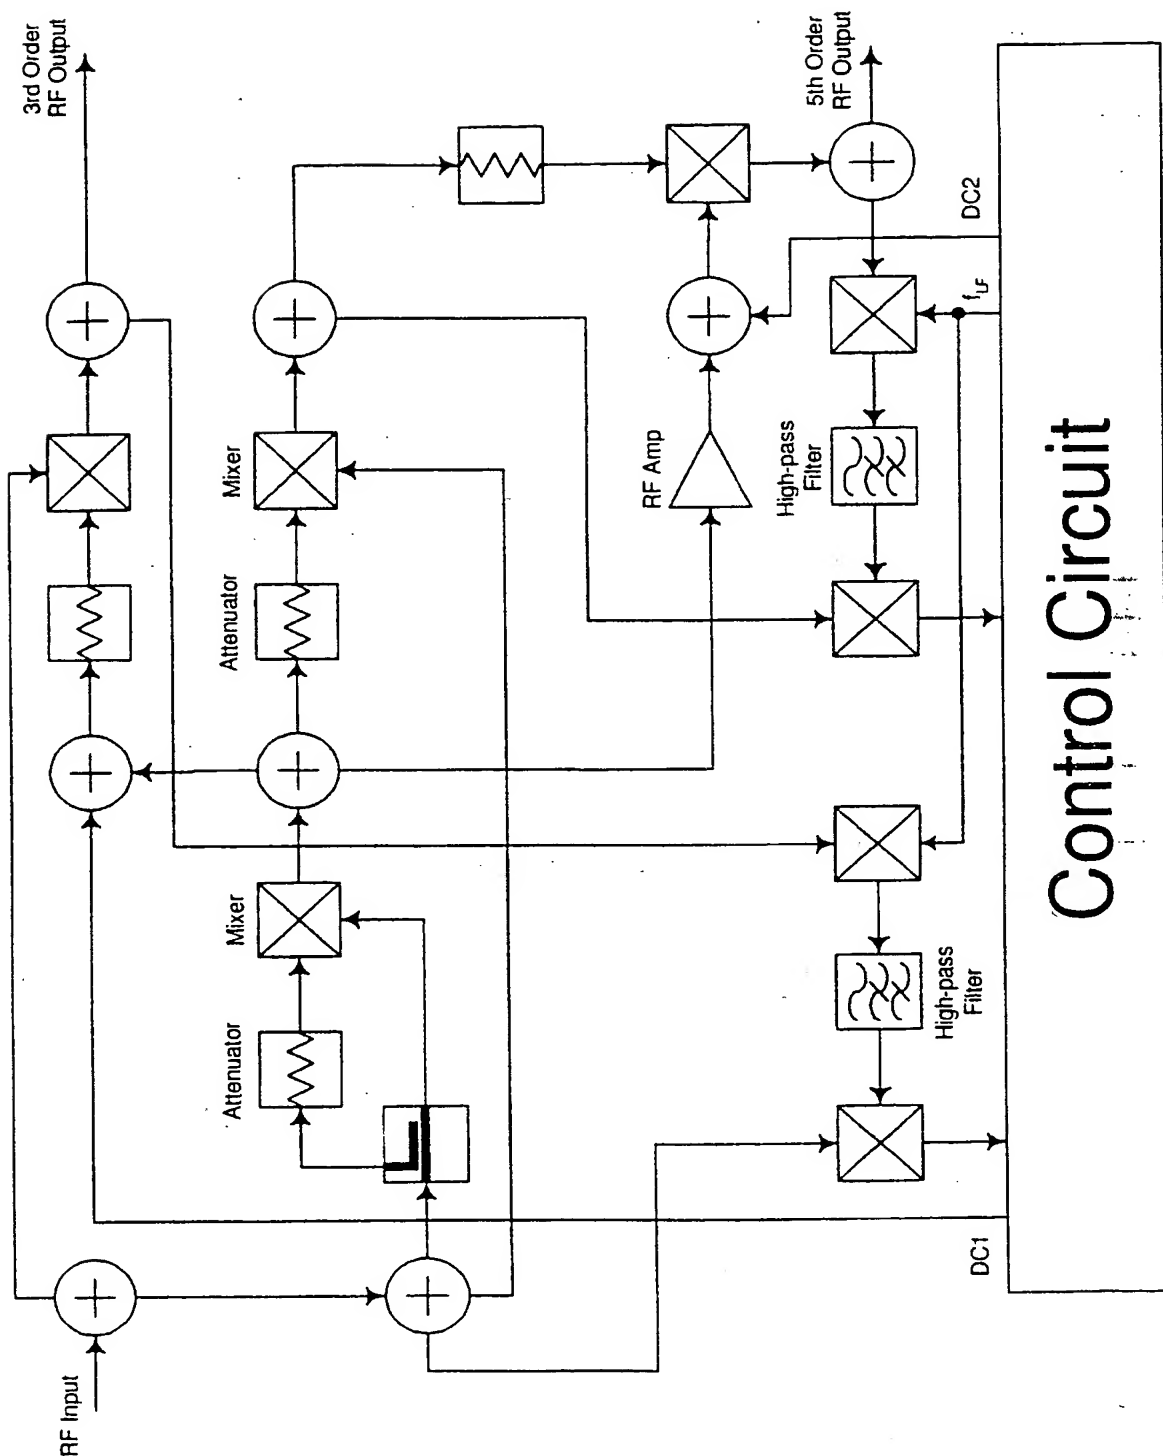 3rd Order
RF Output
5th Order
RF Output
DC2
f_LF
Mixer
RF Amp
High-pass
Filter
Attenuator
Mixer
High-pass
Filter
Attenuator
DC1
RF Input
Control Circuit